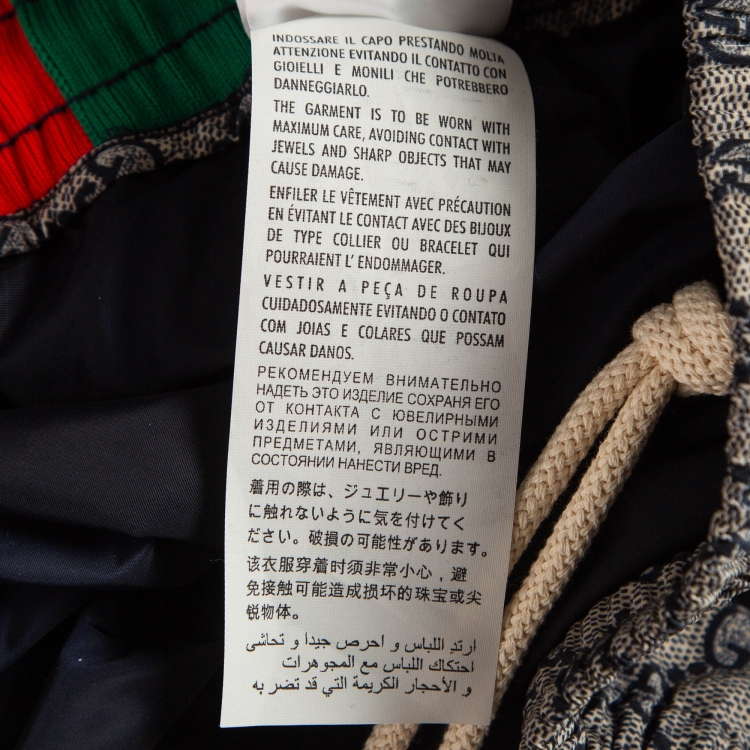 INDOSSARE IL CAPO PRESTANDO MOLTA
ATTENZIONE EVITANDO IL CONTATTO CON
GIOIELLI E MONILI CHE POTREBBERO
DANNEGGIARLO.
THE GARMENT IS TO BE WORN WITH
MAXIMUM CARE, AVOIDING CONTACT WITH
JEWELS AND SHARP OBJECTS THAT MAY
CAUSE DAMAGE.
ENFILER LE VÊTEMENT AVEC PRÉCAUTION
EN ÉVITANT LE CONTACT AVEC DES BIJOUX
DE TYPE COLLIER OU BRACELET QUI
POURRAIENT L' ENDOMMAGER.
VESTIR A PEÇA DE ROUPA
CUIDADOSAMENTE EVITANDO O CONTATO
COM JOIAS E COLARES QUE POSSAM
CAUSAR DANOS.
РЕКОМЕНДУЕМ ВНИМАТЕЛЬНО
НАДЕТЬ ЭТО ИЗДЕЛИЕ СОХРАНЯ ЕГО
ОТ КОНТАКТА С ЮВЕЛИРНЫМИ
ИЗДЕЛИЯМИ ИЛИ ОСТРИМИ
ПРЕДМЕТАМИ, ЯВЛЯЮЩИМИ В
СОСТОЯНИИ НАНЕСТИ ВРЕД.
着用の際は、ジュエリーや飾り
に触れないように気を付けてく
ださい。破損の可能性があります。
该衣服穿着时须非常小心，避
免接触可能造成损坏的珠宝或尖
锐物体。
ارتدِ اللباس و احرص جيداً و تحاشى
احتكاك اللباس مع المجوهرات
و الأحجار الكريمة التي قد تضر به